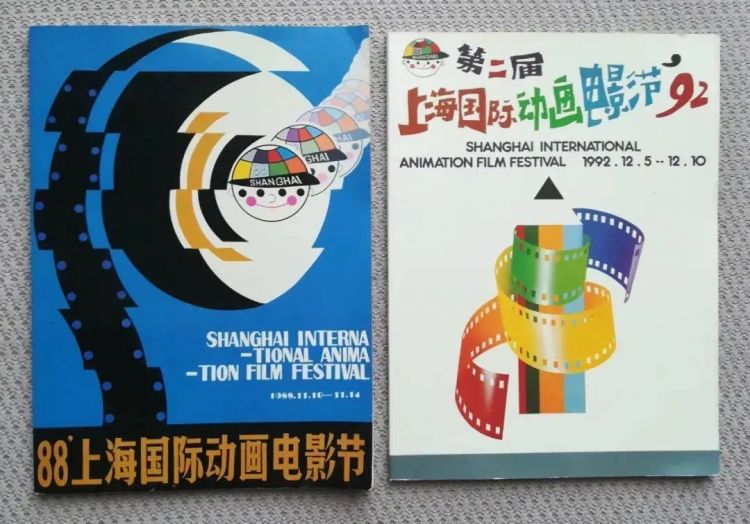 SHANGHAI
SHANGHAI INTERNA
-TIONAL ANIMA
-TION FILM FESTIVAL
1988.11.10—11.14
88'上海国际动画电影节
第二届
上海国际动画电影节'92
SHANGHAI INTERNATIONAL
ANIMATION FILM FESTIVAL 1992.12.5--12.10